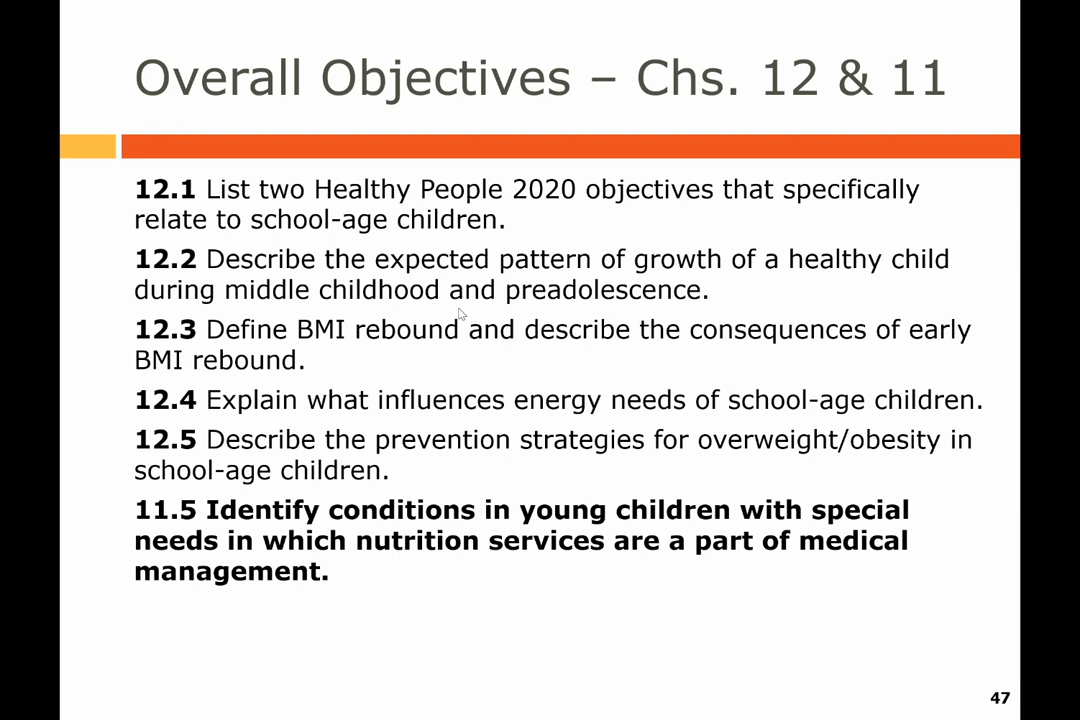 Overall Objectives – Chs. 12 & 11
12.1 List two Healthy People 2020 objectives that specifically
relate to school-age children.
12.2 Describe the expected pattern of growth of a healthy child
during middle childhood and preadolescence.
12.3 Define BMI rebound and describe the consequences of early
BMI rebound.
12.4 Explain what influences energy needs of school-age children.
12.5 Describe the prevention strategies for overweight/obesity in
school-age children.
11.5 Identify conditions in young children with special
needs in which nutrition services are a part of medical
management.
47